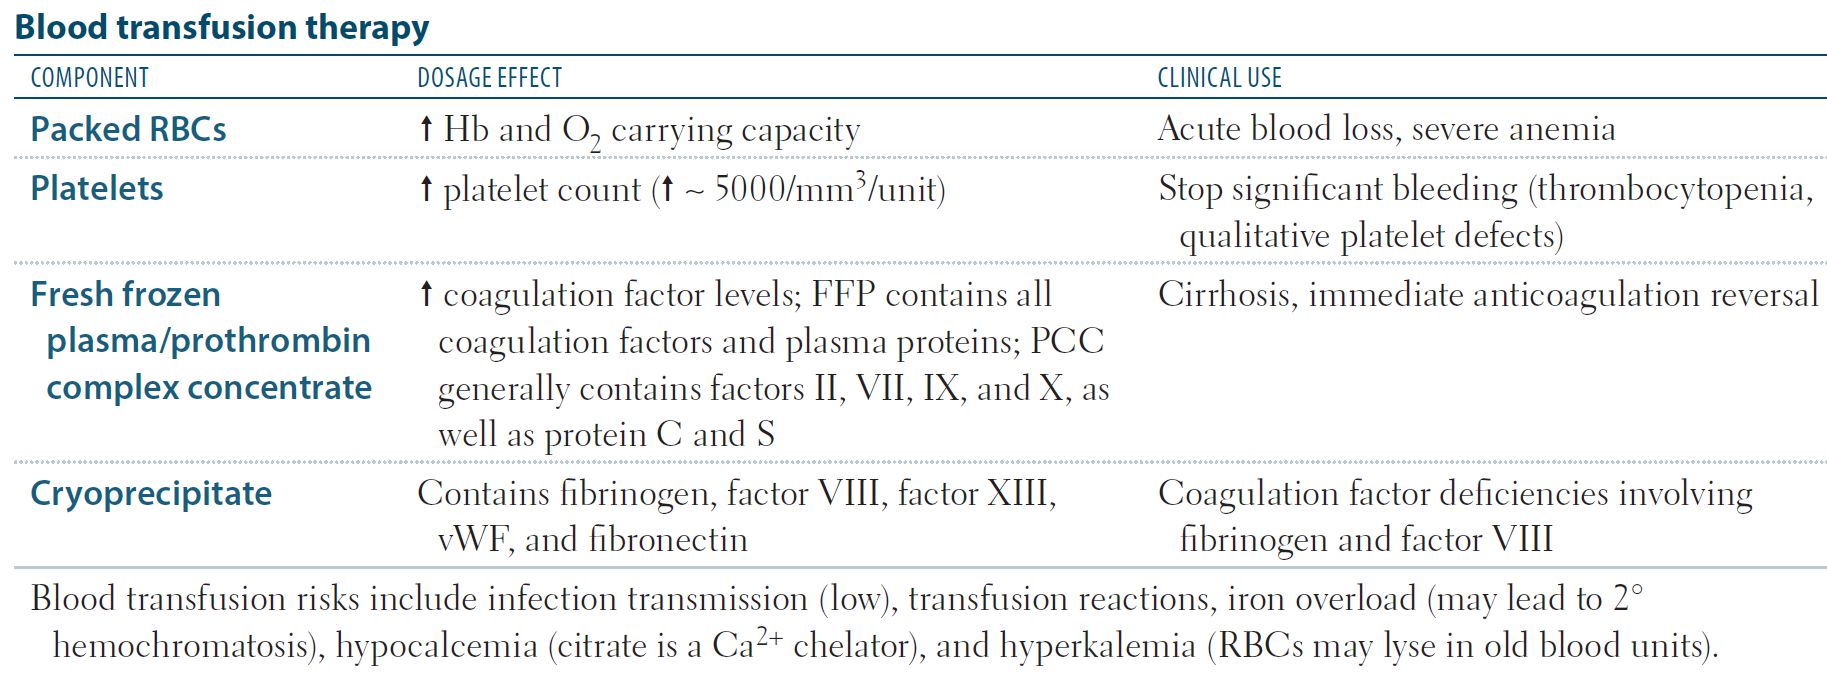 Blood transfusion therapy
COMPONENT DOSAGE EFFECT CLINICAL USE
Packed RBCs ↑ Hb and O₂ carrying capacity Acute blood loss, severe anemia
Platelets ↑ platelet count (↑ ~ 5000/mm³/unit) Stop significant bleeding (thrombocytopenia,
qualitative platelet defects)
Fresh frozen ↑ coagulation factor levels; FFP contains all Cirrhosis, immediate anticoagulation reversal
plasma/prothrombin coagulation factors and plasma proteins; PCC
complex concentrate generally contains factors II, VII, IX, and X, as
well as protein C and S
Cryoprecipitate Contains fibrinogen, factor VIII, factor XIII, Coagulation factor deficiencies involving
vWF, and fibronectin fibrinogen and factor VIII
Blood transfusion risks include infection transmission (low), transfusion reactions, iron overload (may lead to 2°
hemochromatosis), hypocalcemia (citrate is a Ca²⁺ chelator), and hyperkalemia (RBCs may lyse in old blood units).